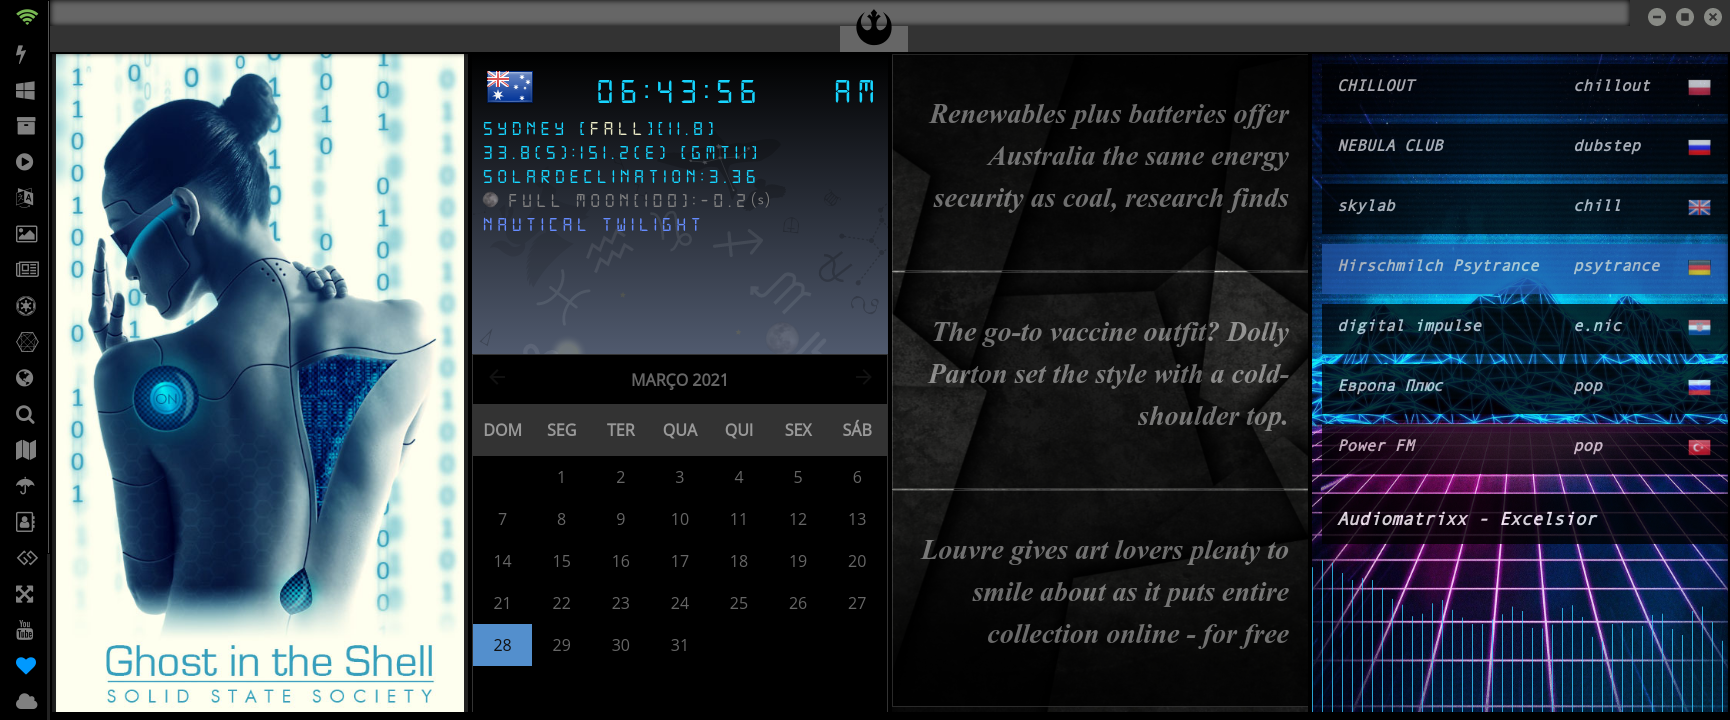 ON
Ghost in the Shell
SOLID STATE SOCIETY
06:43:56 AM
SYDNEY [FALL][11.8]
33.8(S):151.2(E) [GMT11]
SOLARDECLINATION:3.36
FULL MOON[100]:-0.2(s)
NAUTICAL TWILIGHT
MARÇO 2021
DOM SEG TER QUA QUI SEX SÁB
1 2 3 4 5 6
7 8 9 10 11 12 13
14 15 16 17 18 19 20
21 22 23 24 25 26 27
28 29 30 31
Renewables plus batteries offer
Australia the same energy
security as coal, research finds
The go-to vaccine outfit? Dolly
Parton set the style with a cold-
shoulder top.
Louvre gives art lovers plenty to
smile about as it puts entire
collection online - for free
CHILLOUT chillout
NEBULA CLUB dubstep
skylab chill
Hirschmilch Psytrance psytrance
digital impulse e.nic
Европа Плюс pop
Power FM pop
Audiomatrixx - Excelsior
You
Tube